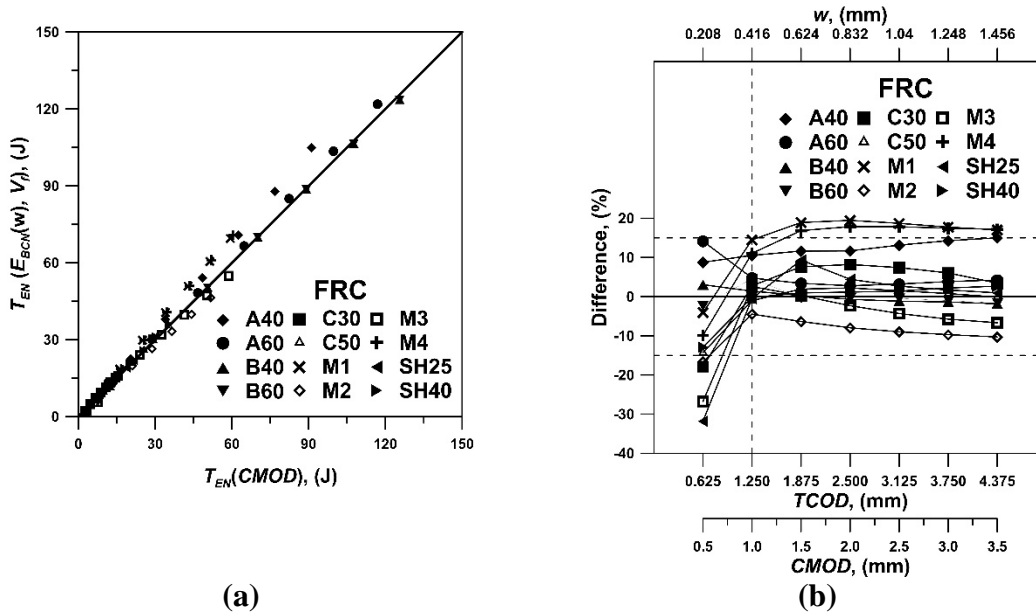 150
120
90
60
30
0
T_EN (E_BCN(w), V_f), (J)
FRC
A40 C30 M3
A60 C50 M4
B40 M1 SH25
B60 M2 SH40
0 30 60 90 120 150
T_EN(CMOD), (J)
(a)
w, (mm)
0.208 0.416 0.624 0.832 1.04 1.248 1.456
FRC
A40 C30 M3
A60 C50 M4
B40 M1 SH25
B60 M2 SH40
20
10
0
-10
-20
-30
-40
Difference, (%)
0.625 1.250 1.875 2.500 3.125 3.750 4.375
TCOD, (mm)
0.5 1.0 1.5 2.0 2.5 3.0 3.5
CMOD, (mm)
(b)